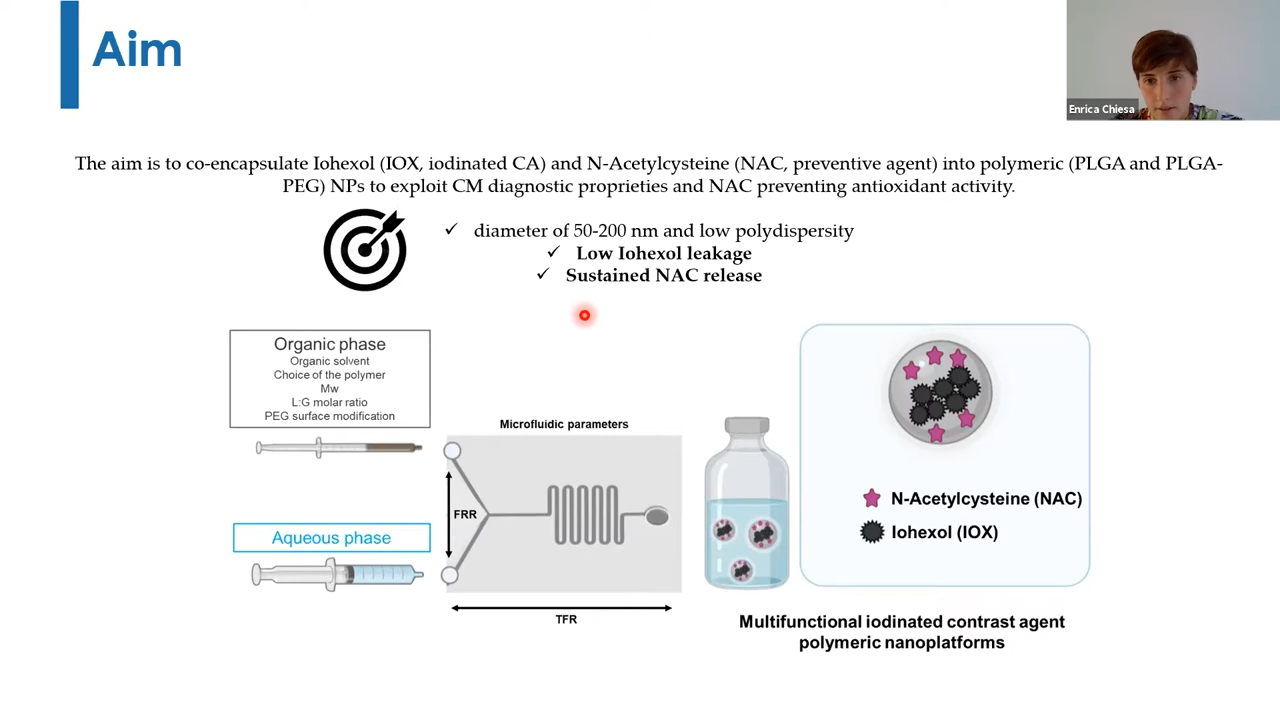 Aim
Enrica Chiesa
The aim is to co-encapsulate Iohexol (IOX, iodinated CA) and N-Acetylcysteine (NAC, preventive agent) into polymeric (PLGA and PLGA-
PEG) NPs to exploit CM diagnostic proprieties and NAC preventing antioxidant activity.
✓ diameter of 50-200 nm and low polydispersity
✓ Low Iohexol leakage
✓ Sustained NAC release
Organic phase
Organic solvent
Choice of the polymer
Mw
L:G molar ratio
PEG surface modification
Microfluidic parameters
FRR
Aqueous phase
TFR
N-Acetylcysteine (NAC)
Iohexol (IOX)
Multifunctional iodinated contrast agent
polymeric nanoplatforms